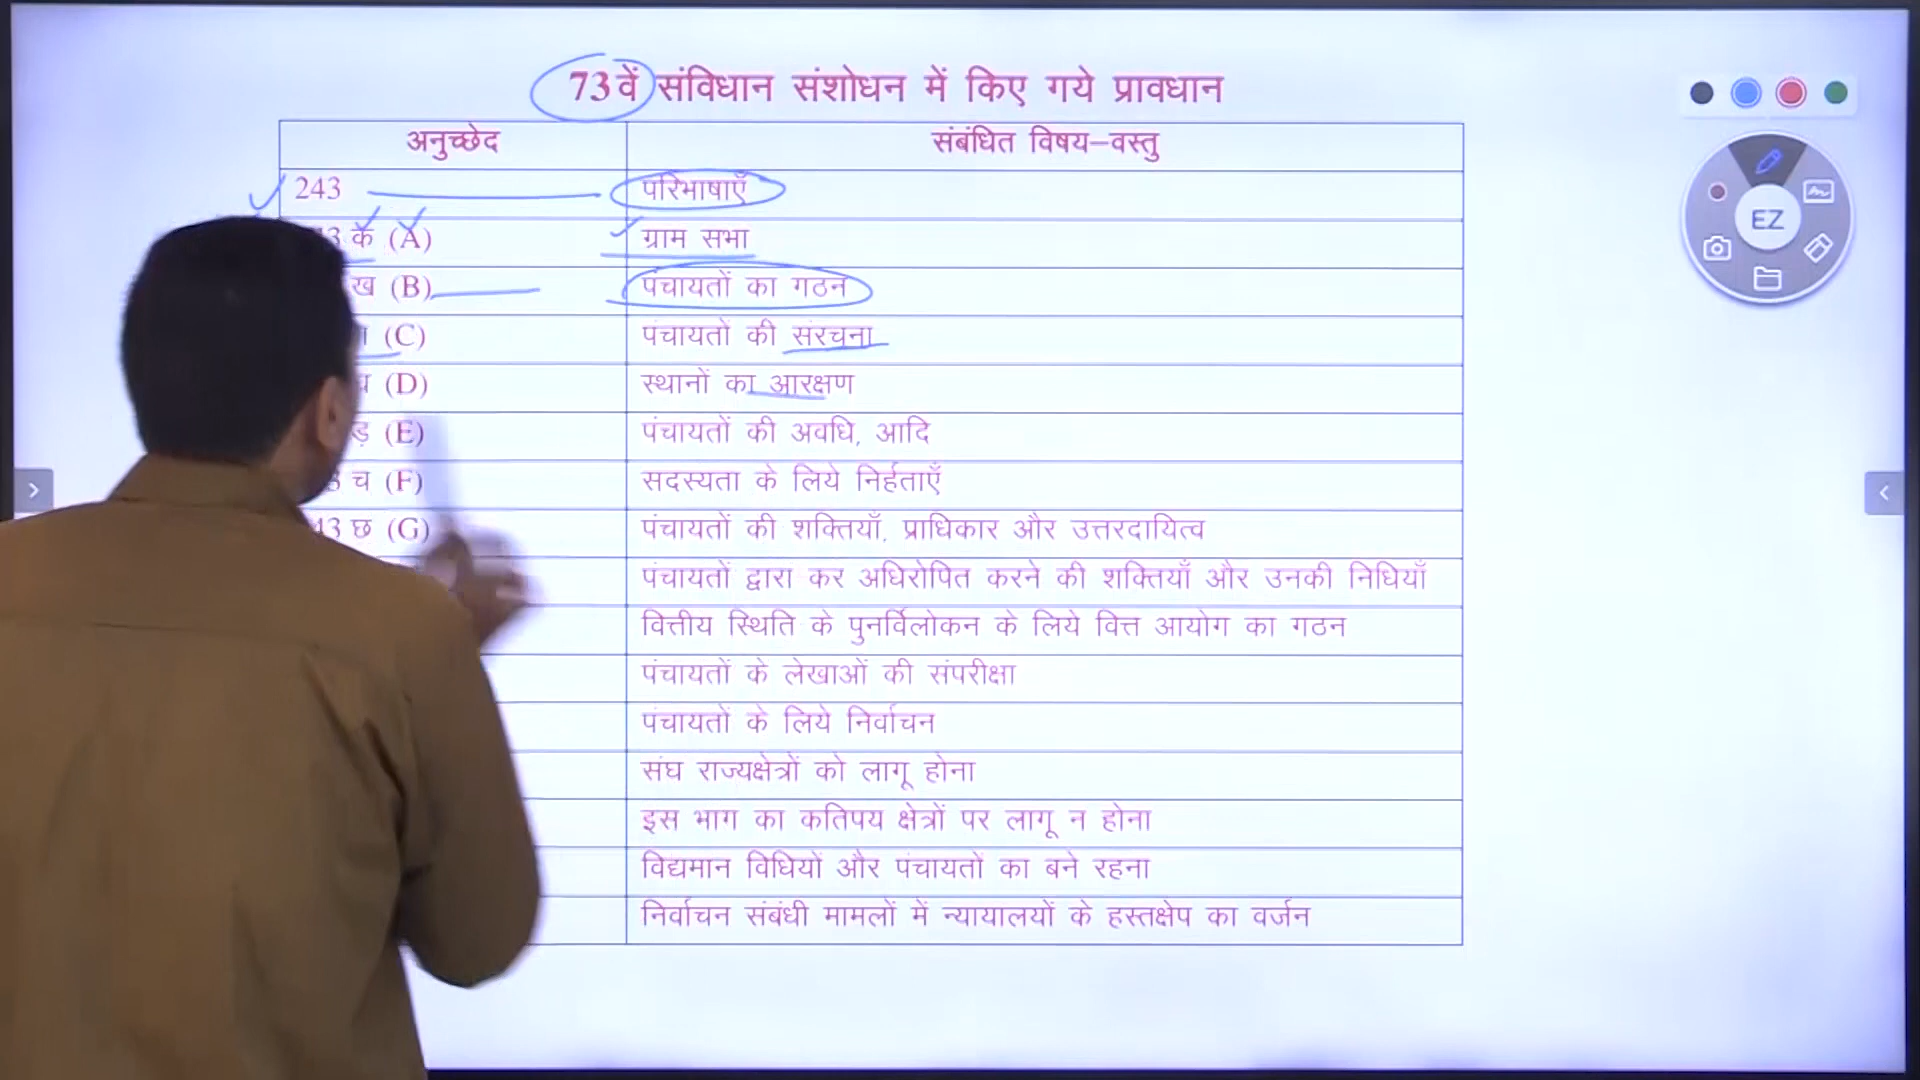 73वें संविधान संशोधन में किए गये प्रावधान
अनुच्छेद संबंधित विषय–वस्तु
243 परिभाषाएँ
क (A) ग्राम सभा
ख (B) पंचायतों का गठन
(C) पंचायतों की संरचना
(D) स्थानों का आरक्षण
ड़ (E) पंचायतों की अवधि, आदि
च (F) सदस्यता के लिये निर्हताएँ
43 छ (G) पंचायतों की शक्तियाँ, प्राधिकार और उत्तरदायित्व
पंचायतों द्वारा कर अधिरोपित करने की शक्तियाँ और उनकी निधियाँ
वित्तीय स्थिति के पुनर्विलोकन के लिये वित्त आयोग का गठन
पंचायतों के लेखाओं की संपरीक्षा
पंचायतों के लिये निर्वाचन
संघ राज्यक्षेत्रों को लागू होना
इस भाग का कतिपय क्षेत्रों पर लागू न होना
विद्यमान विधियों और पंचायतों का बने रहना
निर्वाचन संबंधी मामलों में न्यायालयों के हस्तक्षेप का वर्जन
EZ